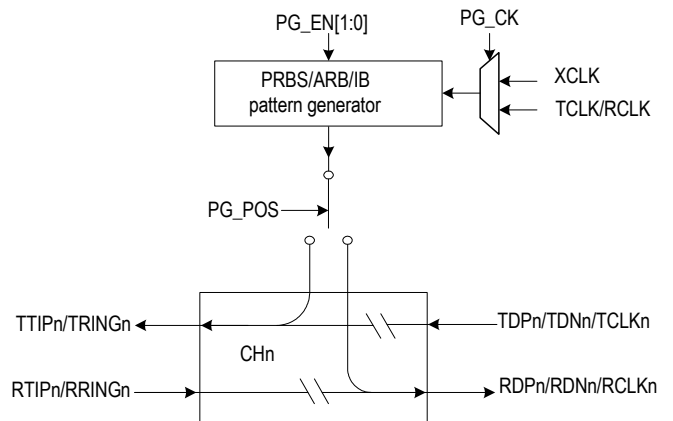 PG_EN[1:0]
PG_CK
PRBS/ARB/IB
pattern generator
XCLK
TCLK/RCLK
PG_POS
TTIPn/TRINGn
TDPn/TDNn/TCLKn
CHn
RTIPn/RRINGn
RDPn/RDNn/RCLKn